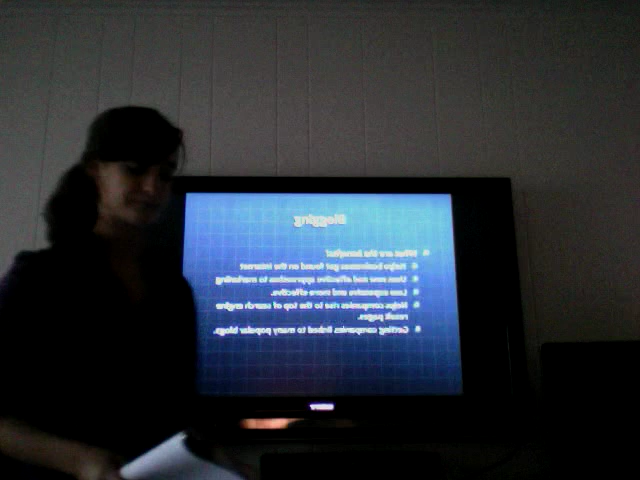 Blogging
What are the benefits?
Helps businesses get found on the internet
Uses new and effective approaches to marketing
Less expensive and more effective.
Helps companies rise to the top of search engine
result pages.
Getting companies linked to many popular blogs.
SONY